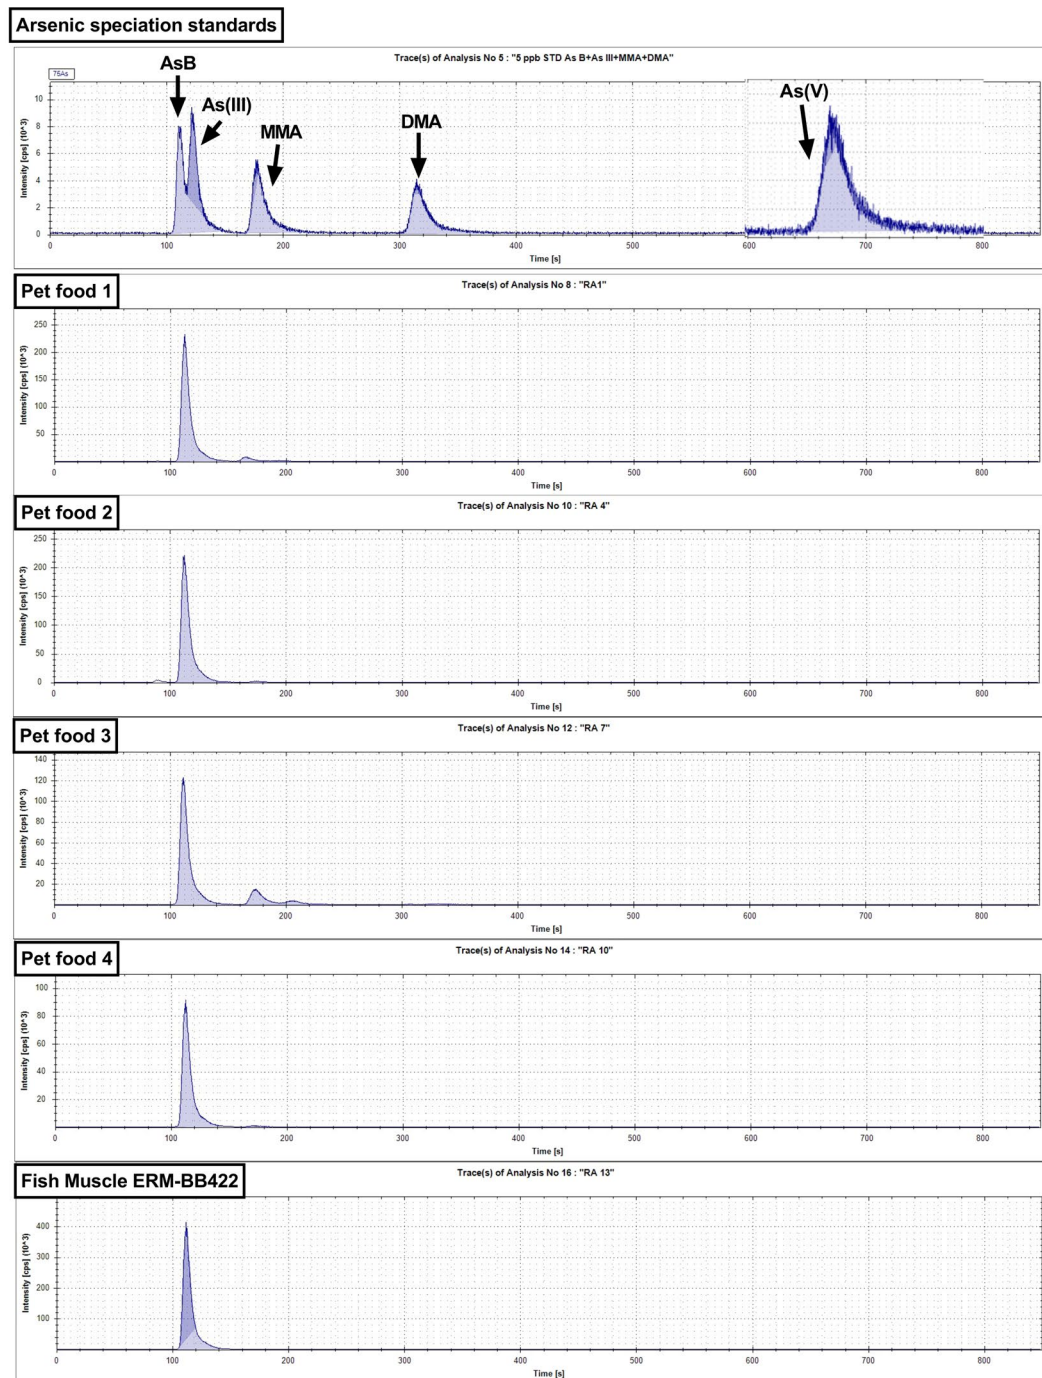 Arsenic speciation standards
Trace(s) of Analysis No 5 : "5 ppb STD As B+As III+MMA+DMA"
75As
AsB
As(III)
MMA
DMA
As(V)
Intensity [cps] (10^3)
10
8
6
4
2
0
0 100 200 300 400 500 600 700 800
Time [s]
Pet food 1
Trace(s) of Analysis No 8 : "RA1"
Intensity [cps] (10^3)
250
200
150
100
50
0 100 200 300 400 500 600 700 800
Time [s]
Pet food 2
Trace(s) of Analysis No 10 : "RA 4"
Intensity [cps] (10^3)
250
200
150
100
50
0
0 100 200 300 400 500 600 700 800
Time [s]
Pet food 3
Trace(s) of Analysis No 12 : "RA 7"
Intensity [cps] (10^3)
140
120
100
80
60
40
20
0 100 200 300 400 500 600 700 800
Time [s]
Pet food 4
Trace(s) of Analysis No 14 : "RA 10"
Intensity [cps] (10^3)
100
80
60
40
20
0 100 200 300 400 500 600 700 800
Time [s]
Fish Muscle ERM-BB422
Trace(s) of Analysis No 16 : "RA 13"
Intensity [cps] (10^3)
400
300
200
100
0 100 200 300 400 500 600 700 800
Time [s]